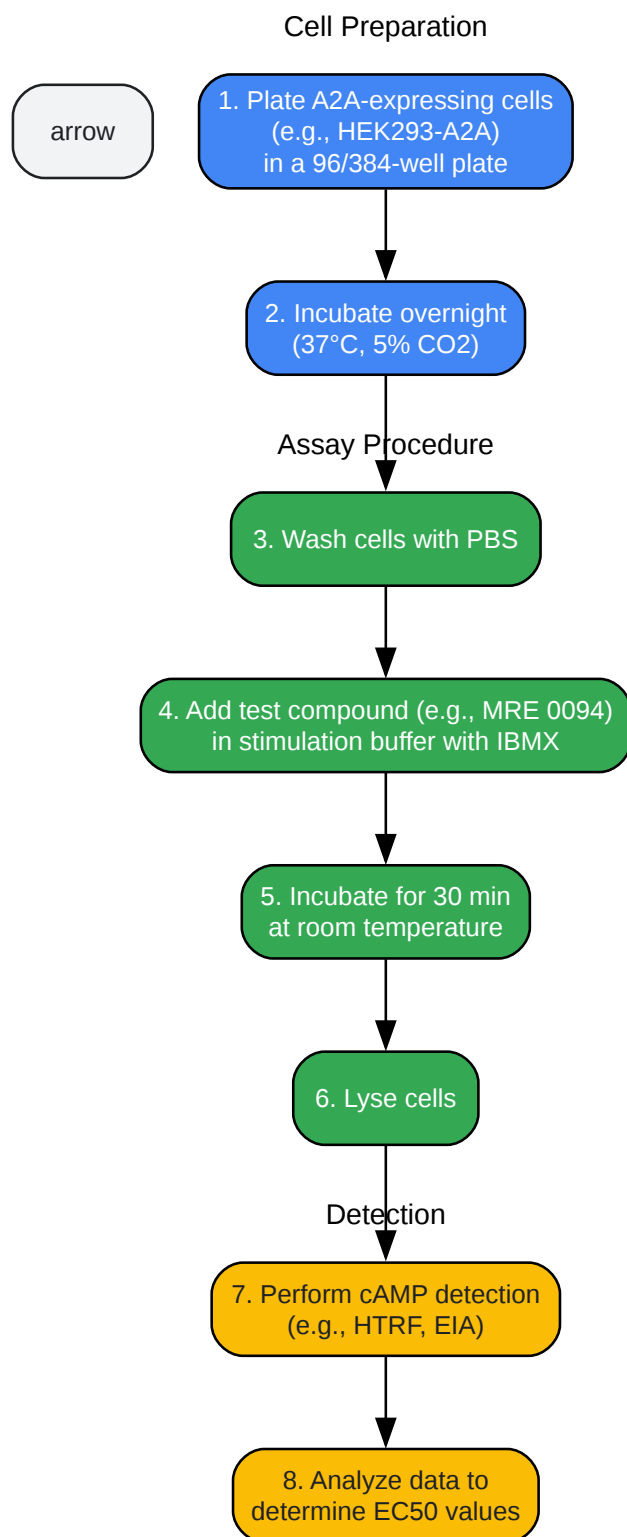 Cell Preparation
arrow
1. Plate A2A-expressing cells
(e.g., HEK293-A2A)
in a 96/384-well plate
2. Incubate overnight
(37°C, 5% CO2)
Assay Procedure
3. Wash cells with PBS
4. Add test compound (e.g., MRE 0094)
in stimulation buffer with IBMX
5. Incubate for 30 min
at room temperature
6. Lyse cells
Detection
7. Perform cAMP detection
(e.g., HTRF, EIA)
8. Analyze data to
determine EC50 values